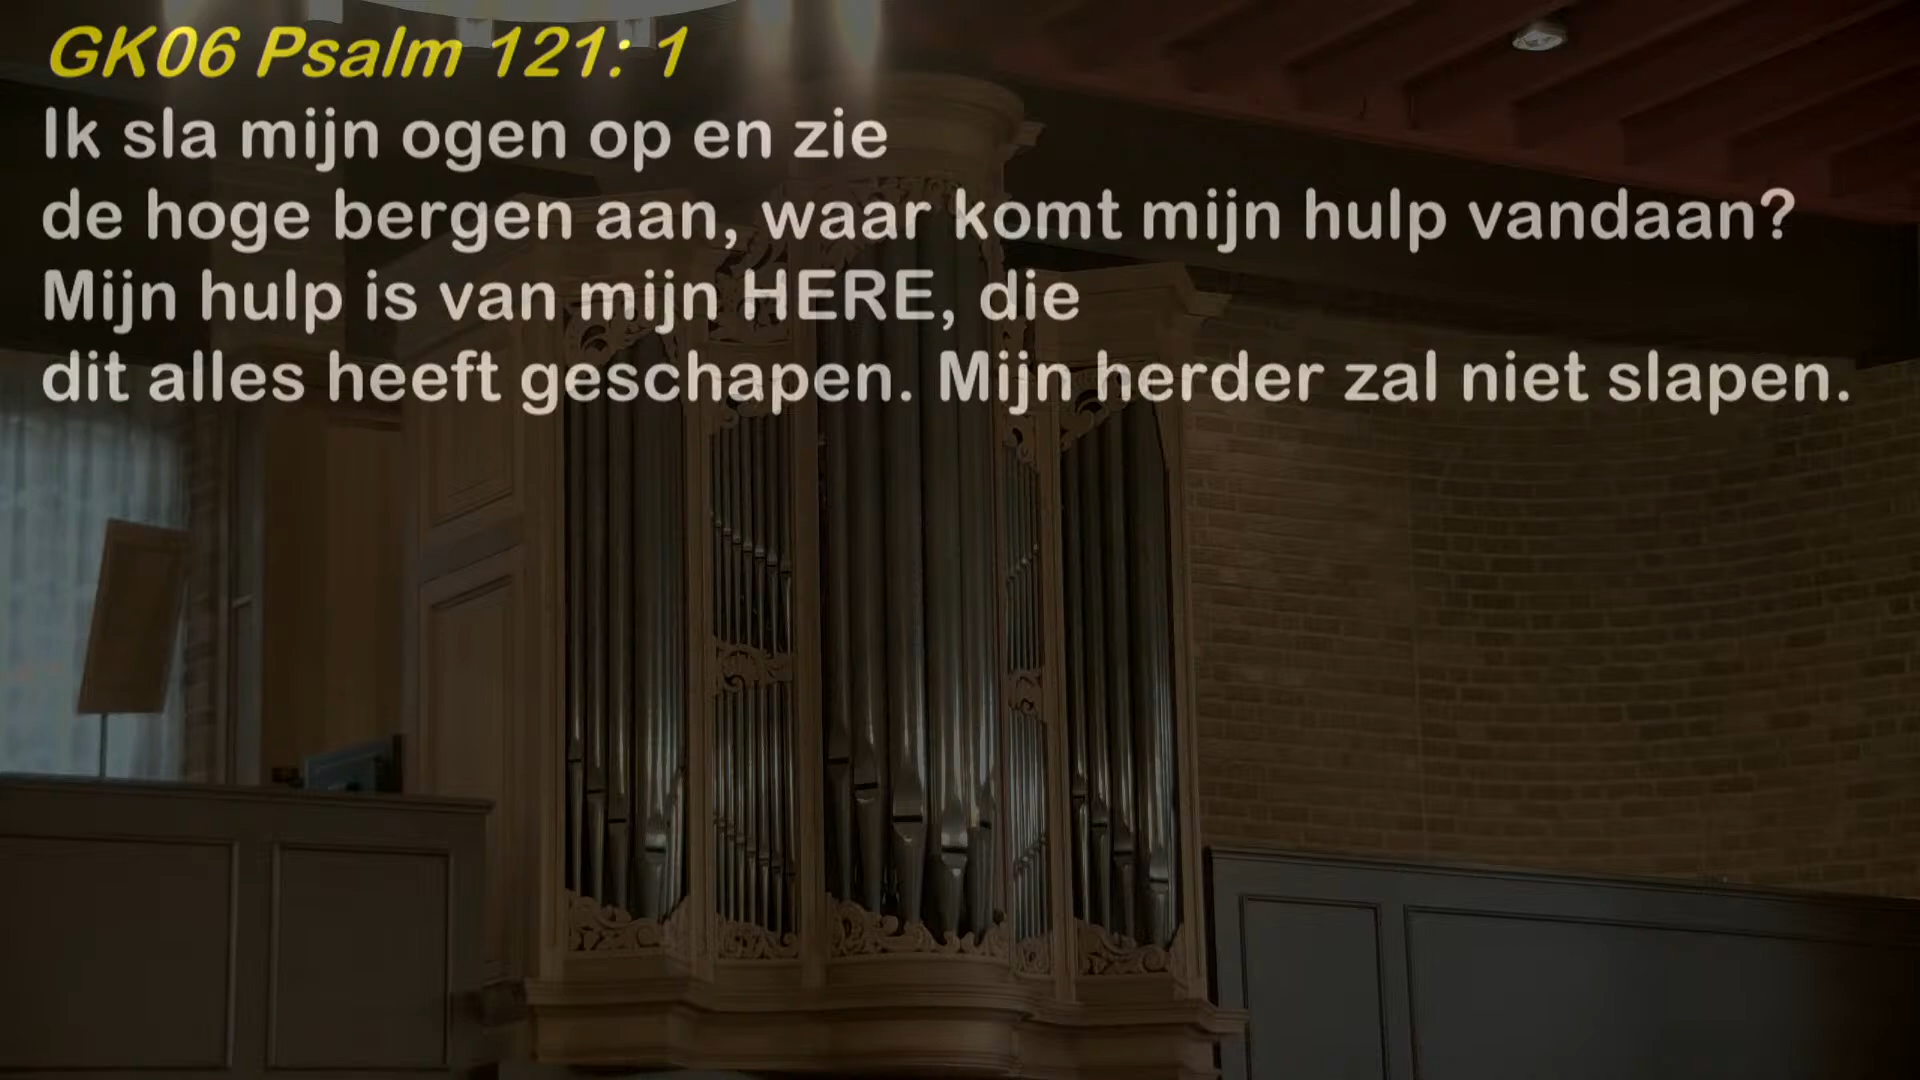 GK06 Psalm 121: 1
Ik sla mijn ogen op en zie
de hoge bergen aan, waar komt mijn hulp vandaan?
Mijn hulp is van mijn HERE, die
dit alles heeft geschapen. Mijn herder zal niet slapen.